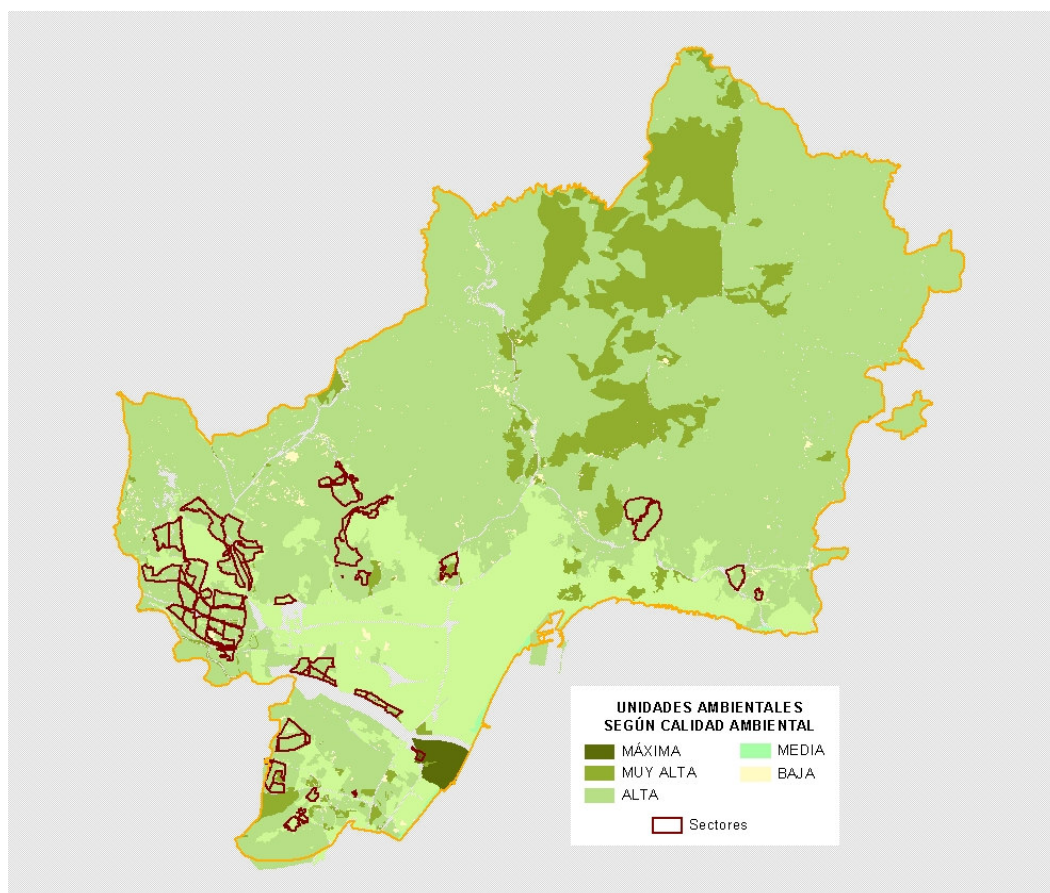 UNIDADES AMBIENTALES
SEGÚN CALIDAD AMBIENTAL
MÁXIMA
MUY ALTA
ALTA
MEDIA
BAJA
Sectores